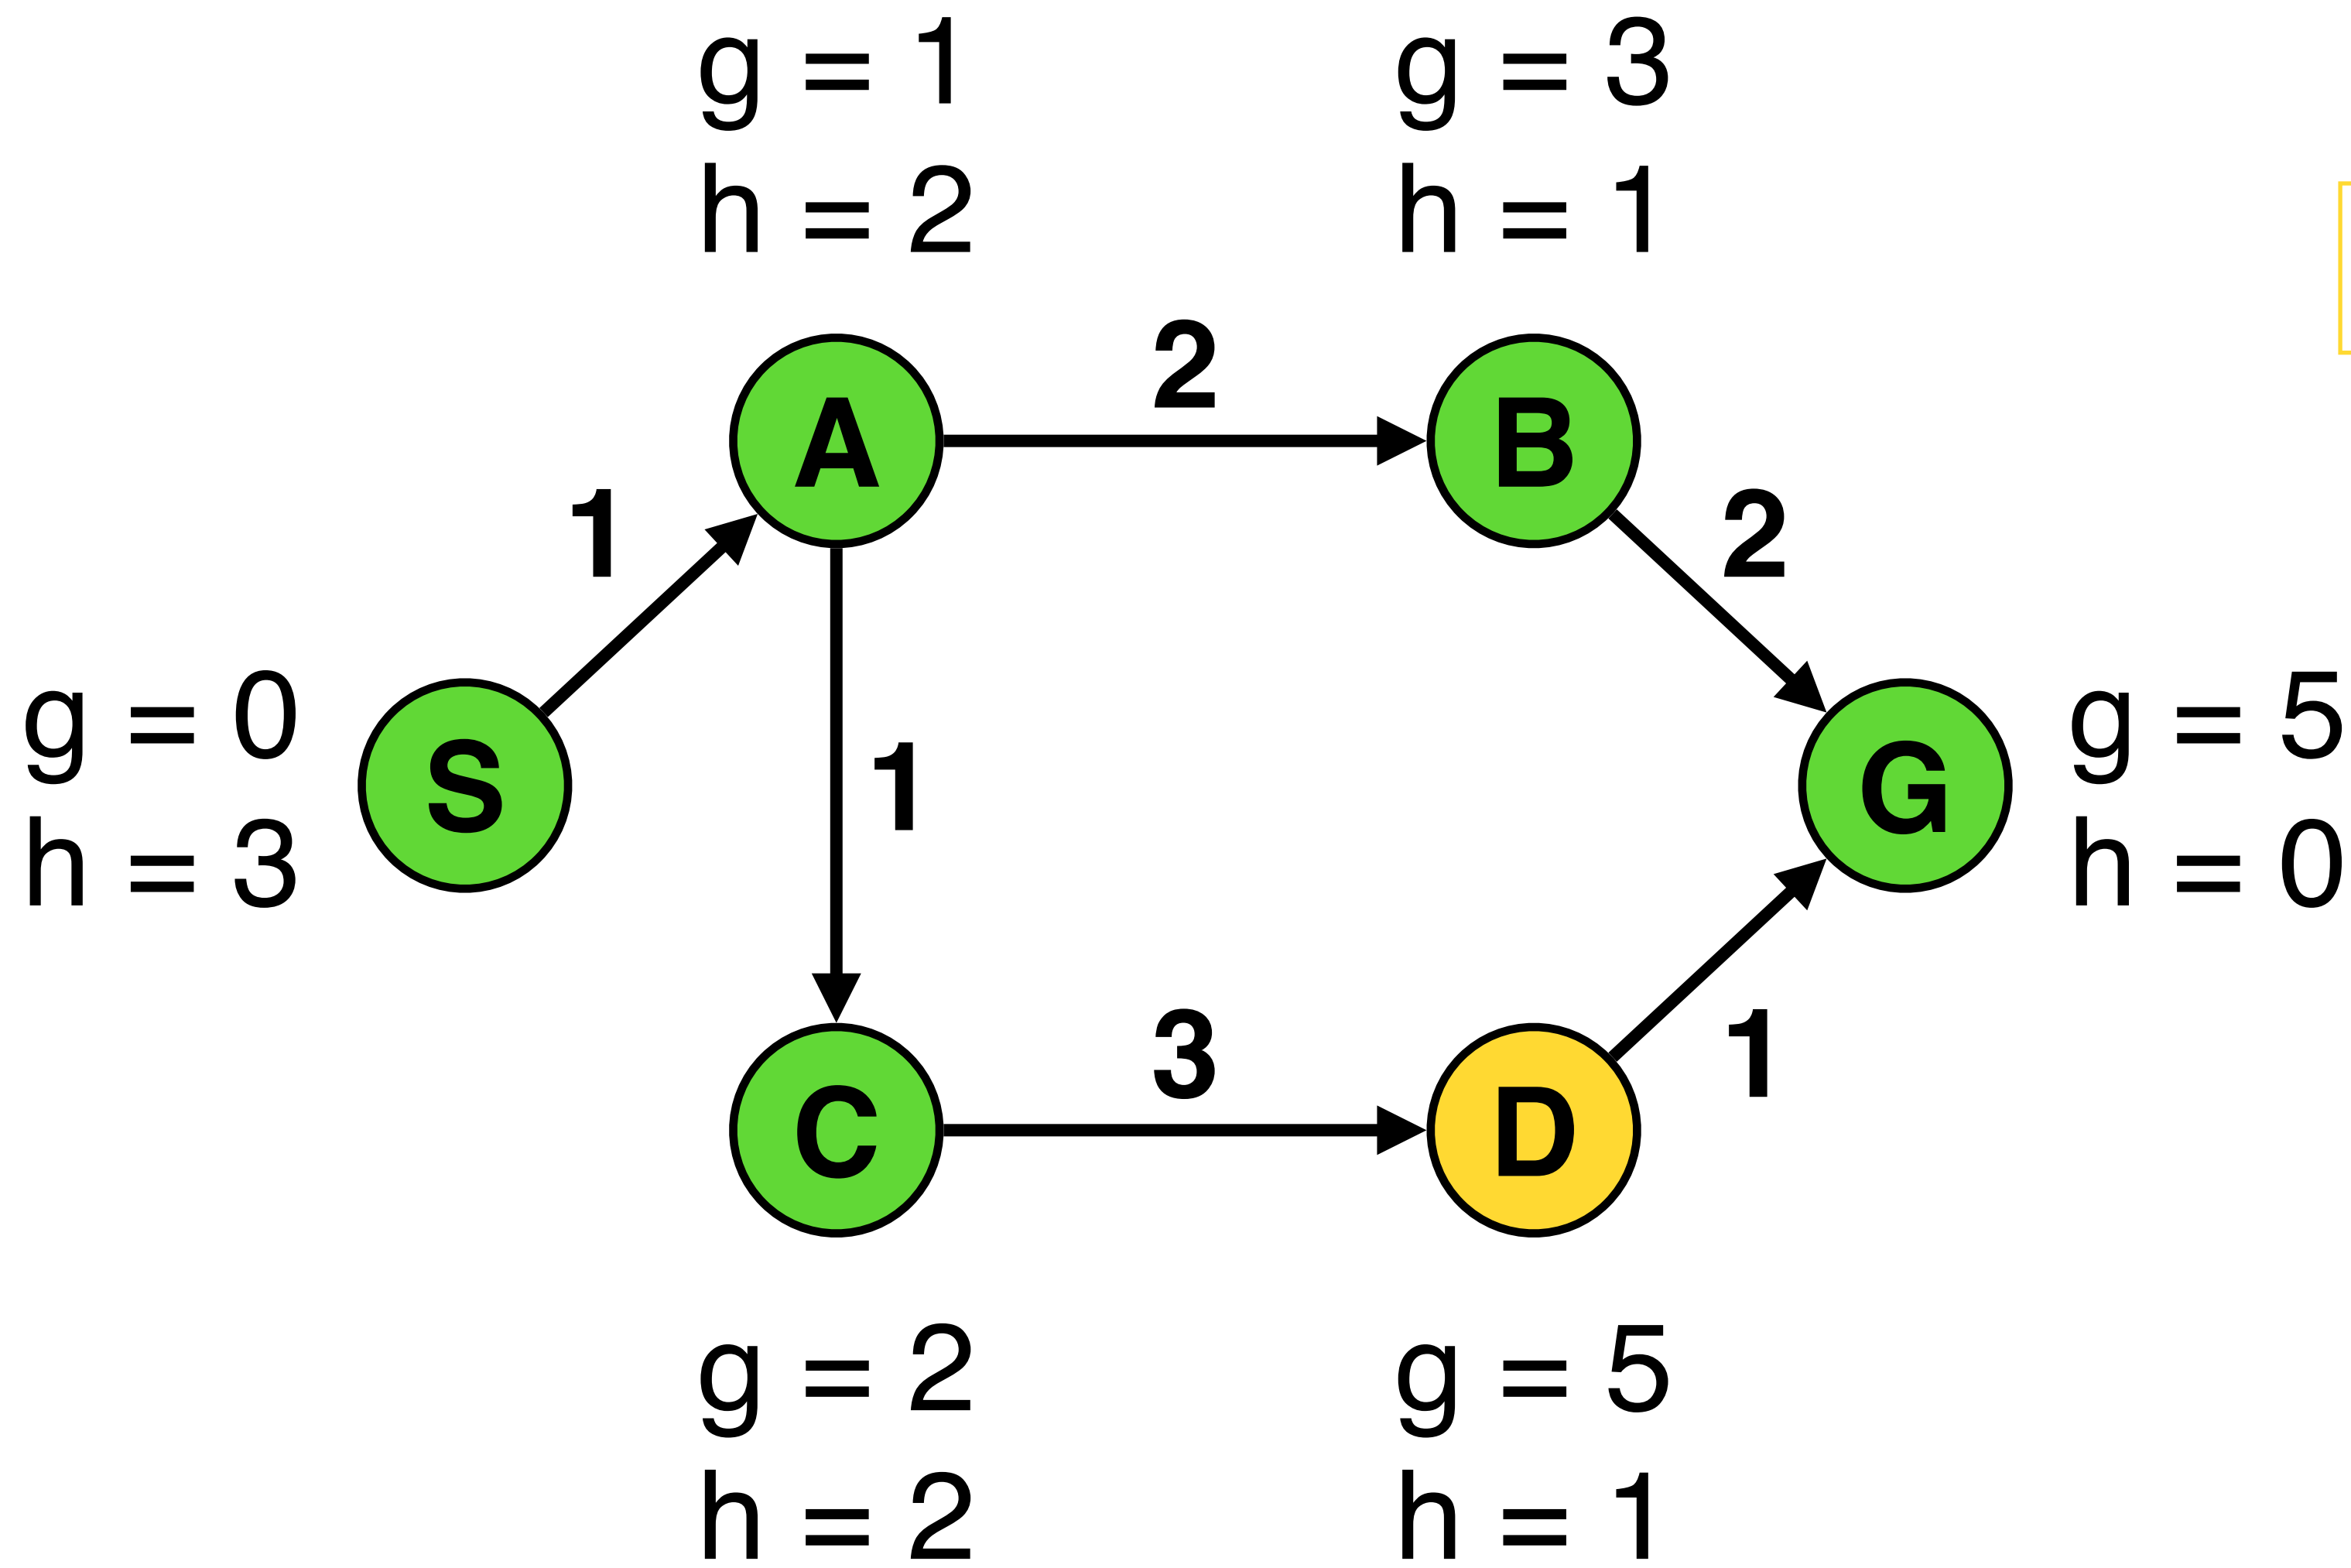 g = 1
h = 2
g = 3
h = 1
2
A
B
1
2
g = 0
h = 3
S
1
G
g = 5
h = 0
3
1
C
D
g = 2
h = 2
g = 5
h = 1